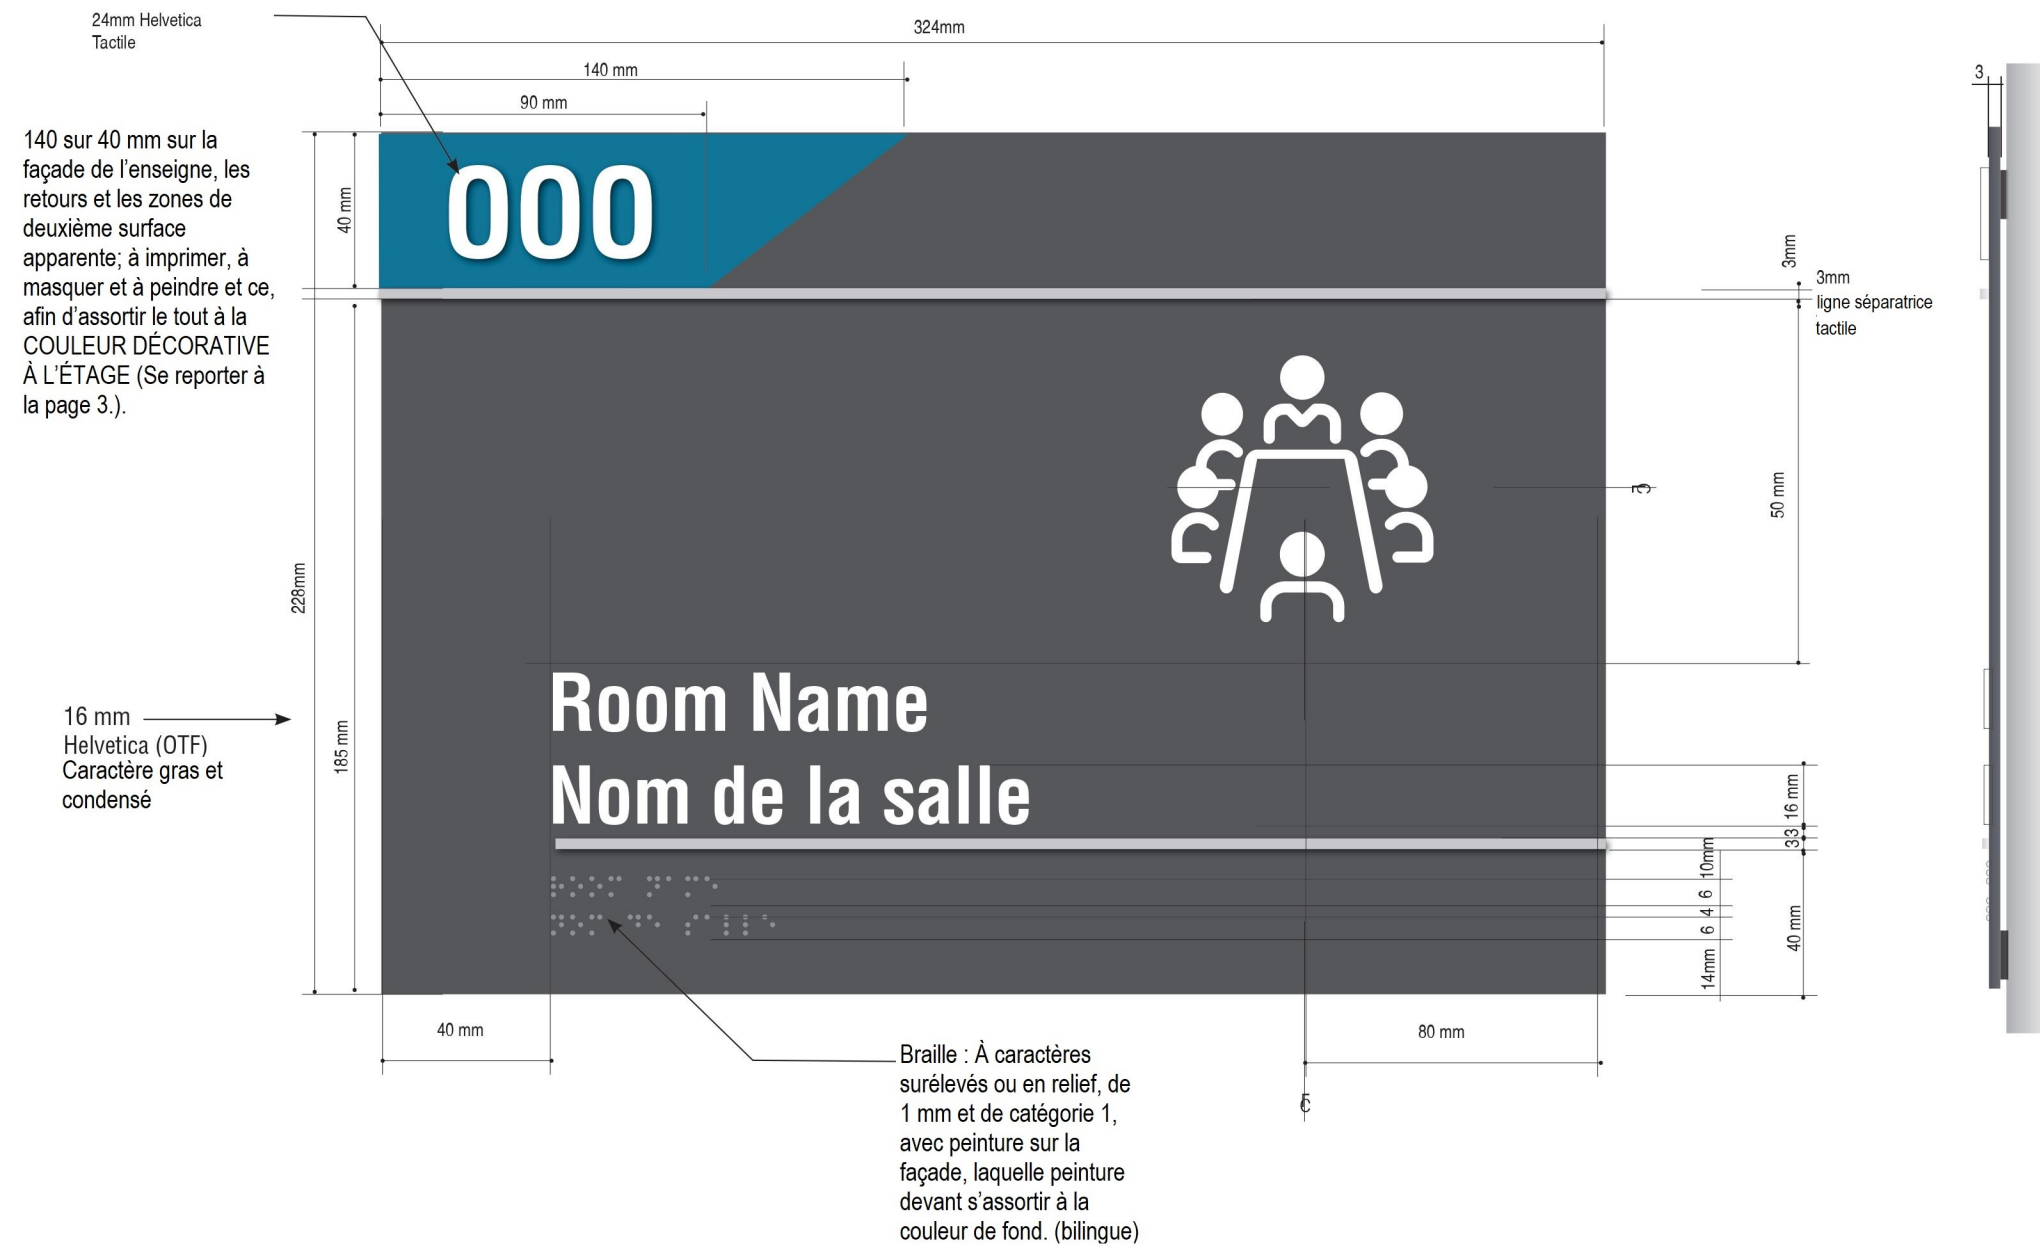 24mm Helvetica
Tactile
324mm
140 mm
90 mm
3
140 sur 40 mm sur la
façade de l’enseigne, les
retours et les zones de
deuxième surface
apparente; à imprimer, à
masquer et à peindre et ce,
afin d’assortir le tout à la
COULEUR DÉCORATIVE
À L’ÉTAGE (Se reporter à
la page 3.).
40 mm
000
3mm
3mm
ligne séparatrice
tactile
50 mm
228mm
185 mm
16 mm
Helvetica (OTF)
Caractère gras et
condensé
Room Name
Nom de la salle
16 mm
33
10mm
6
4
6
14mm
40 mm
40 mm
80 mm
Braille : À caractères
surélevés ou en relief, de
1 mm et de catégorie 1,
avec peinture sur la
façade, laquelle peinture
devant s’assortir à la
couleur de fond. (bilingue)